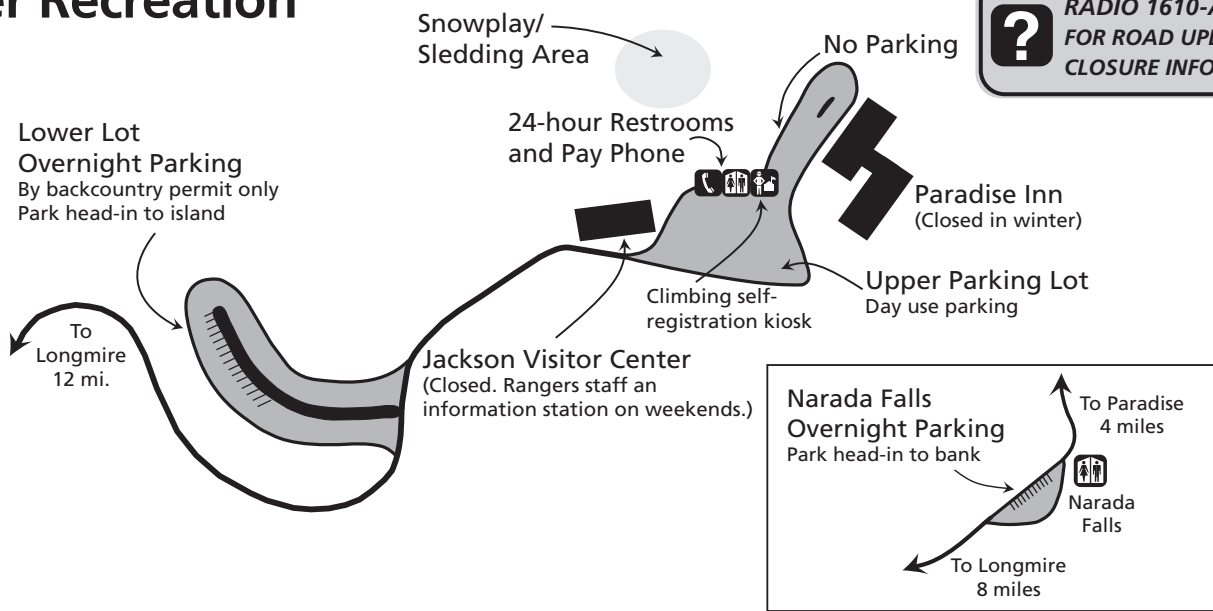 Recreation
RADIO 1610-
FOR ROAD
CLOSURE
?
Snowplay/
Sledding Area
No Parking
24-hour Restrooms
and Pay Phone
Lower Lot
Overnight Parking
By backcountry permit only
Park head-in to island
Paradise Inn
(Closed in winter)
Upper Parking Lot
Day use parking
Climbing self-
registration kiosk
To
Longmire
12 mi.
Jackson Visitor Center
(Closed. Rangers staff an
information station on weekends.)
Narada Falls
Overnight Parking
Park head-in to bank
To Paradise
4 miles
Narada
Falls
To Longmire
8 miles